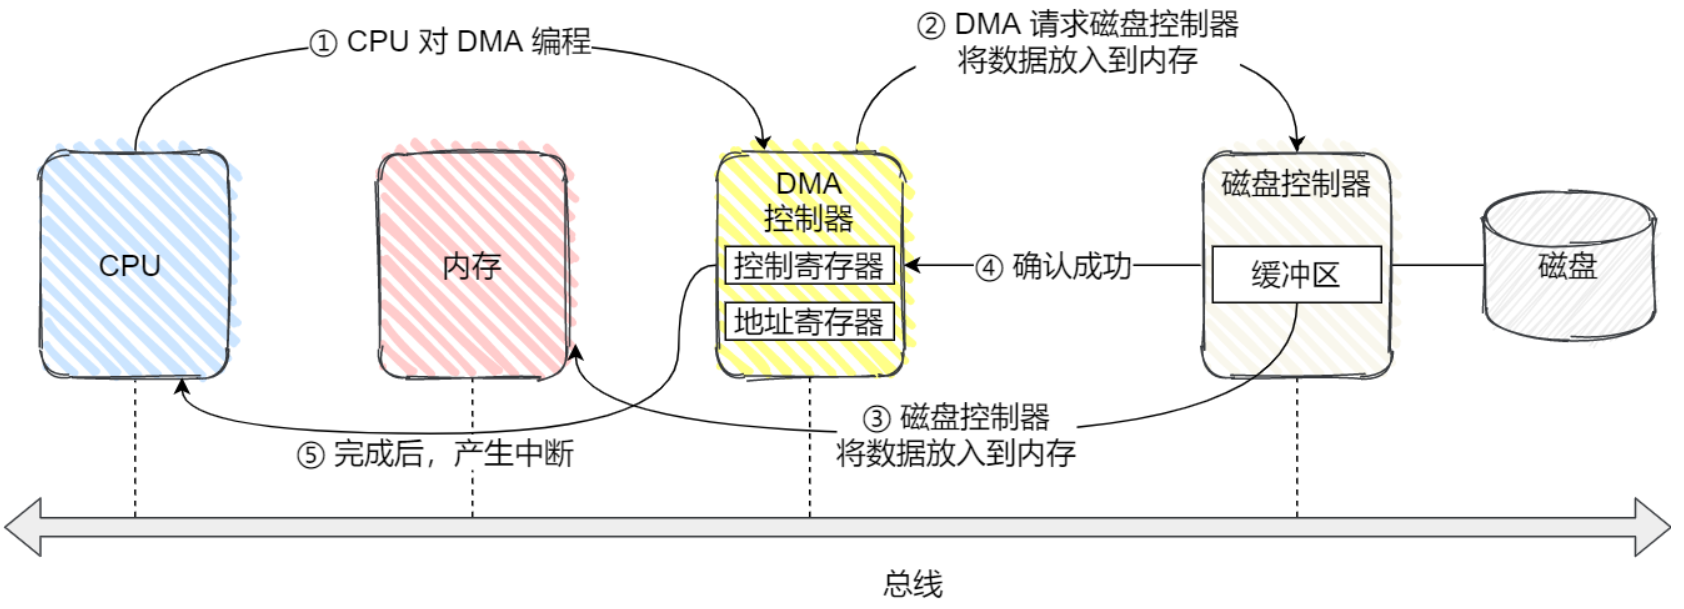 ① CPU 对 DMA 编程
② DMA 请求磁盘控制器
将数据放入到内存
CPU
内存
DMA
控制器
控制寄存器
地址寄存器
④ 确认成功
磁盘控制器
缓冲区
磁盘
③ 磁盘控制器
将数据放入到内存
⑤ 完成后，产生中断
总线